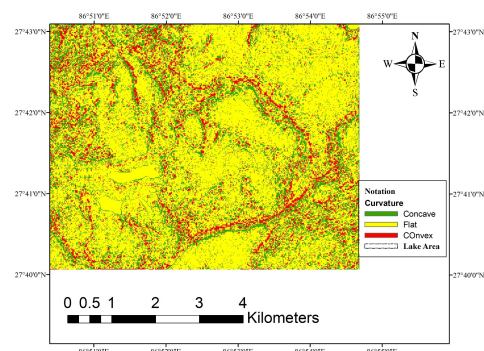 86°51'0"E 86°52'0"E 86°53'0"E 86°54'0"E 86°55'0"E
27°43'0"N 27°43'0"N
N
W E
S
27°42'0"N 27°42'0"N
27°41'0"N 27°41'0"N
Notation
Curvature
Concave
Flat
COnvex
Lake Area
27°40'0"N 27°40'0"N
0 0.5 1 2 3 4
Kilometers